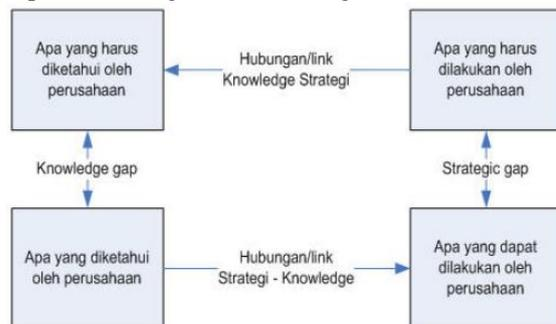 Apa yang harus
diketahui oleh
perusahaan
Hubungan/link
Knowledge Strategi
Apa yang harus
dilakukan oleh
perusahaan
Knowledge gap
Strategic gap
Apa yang diketahui
oleh perusahaan
Hubungan/link
Strategi - Knowledge
Apa yang dapat
dilakukan oleh
perusahaan